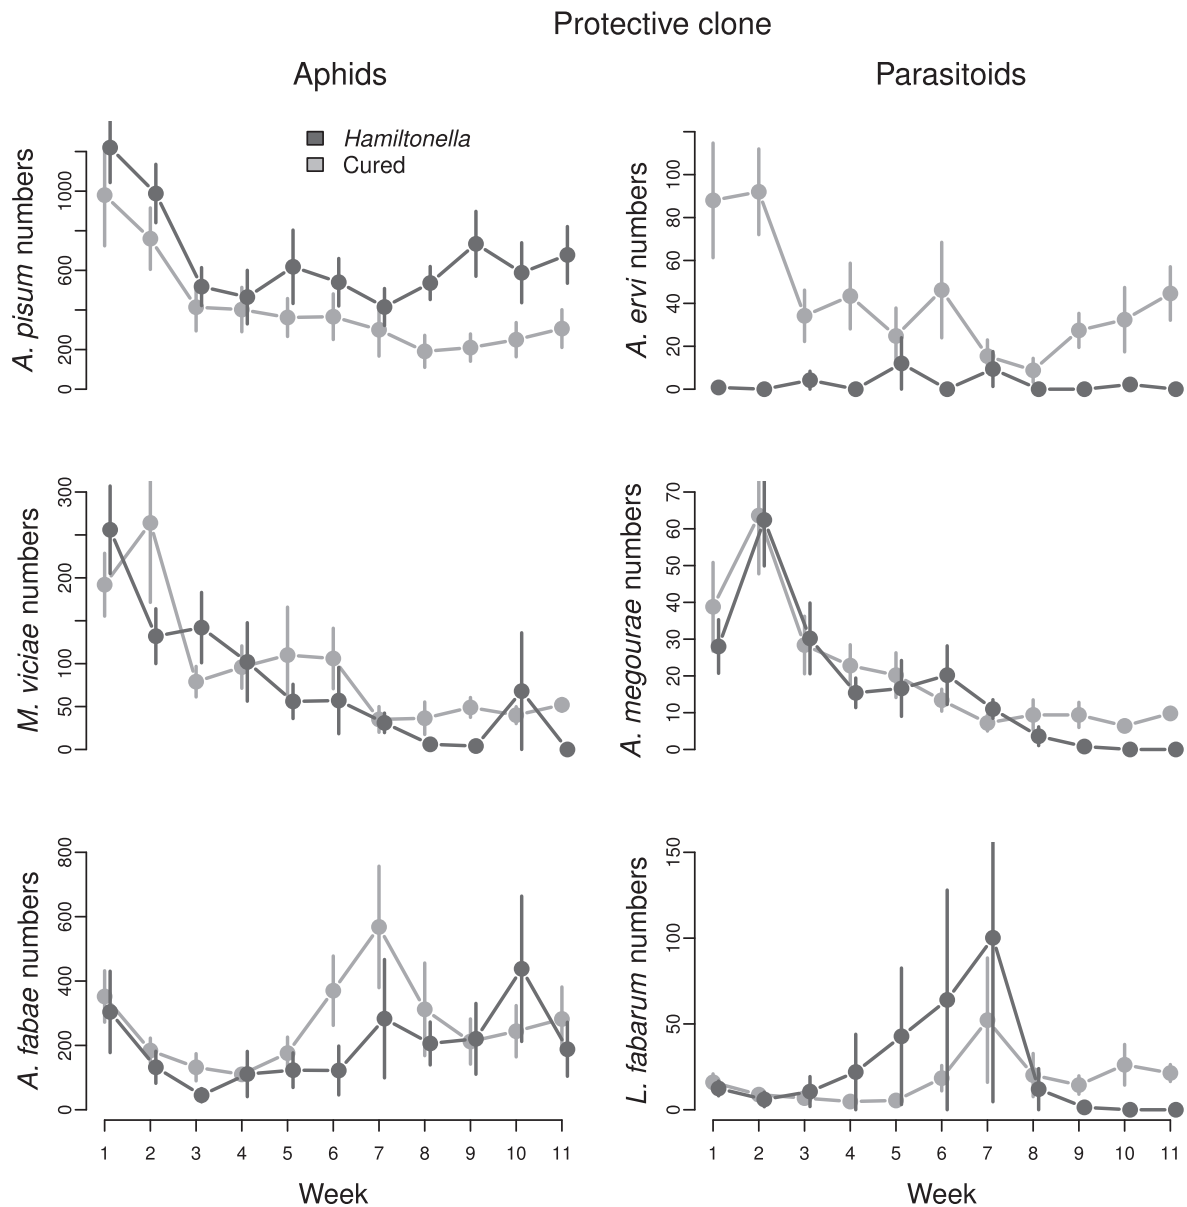 Protective clone
Aphids
Parasitoids
Hamiltonella
Cured
A. pisum numbers
0 200 600 1000
A. ervi numbers
0 20 40 60 80 100
M. viciae numbers
0 50 100 200 300
A. megourae numbers
0 10 20 30 40 50 60 70
A. fabae numbers
0 200 400 600 800
L. fabarum numbers
0 50 100 150
1 2 3 4 5 6 7 8 9 10 11
1 2 3 4 5 6 7 8 9 10 11
Week
Week